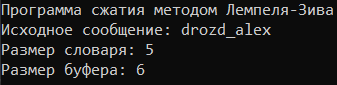 Программа сжатия методом Лемпеля-Зива
Исходное сообщение: drozd_alex
Размер словаря: 5
Размер буфера: 6